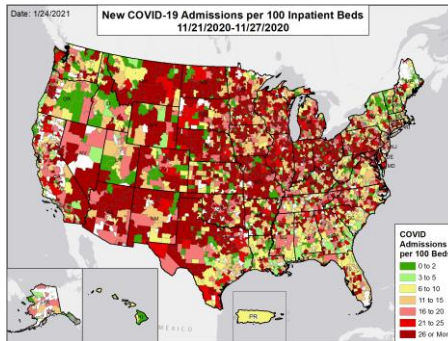 Date: 1/24/2021
New COVID-19 Admissions per 100 Inpatient Beds
11/21/2020-11/27/2020
COVID
Admissions
per 100 Beds
0 to 2
3 to 5
6 to 10
11 to 15
16 to 20
21 to 25
26 or More
MÉXICO
PR